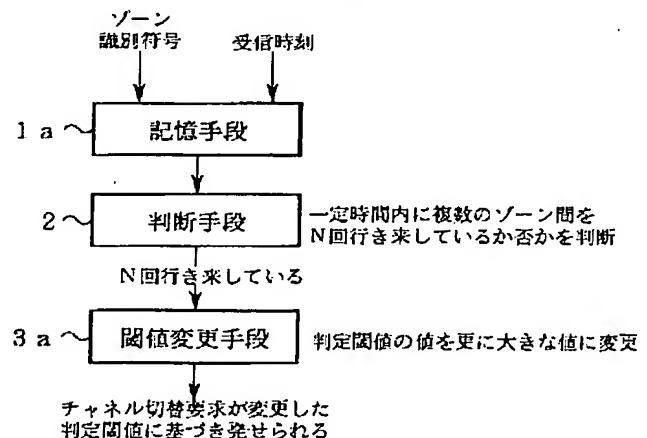 ゾーン
識別符号
受信時刻
1a
記憶手段
2
判断手段
一定時間内に複数のゾーン間を
N回行き来しているか否かを判断
N回行き来している
3a
閾値変更手段
判定閾値の値を更に大きな値に変更
チャネル切替要求が変更した
判定閾値に基づき発せられる